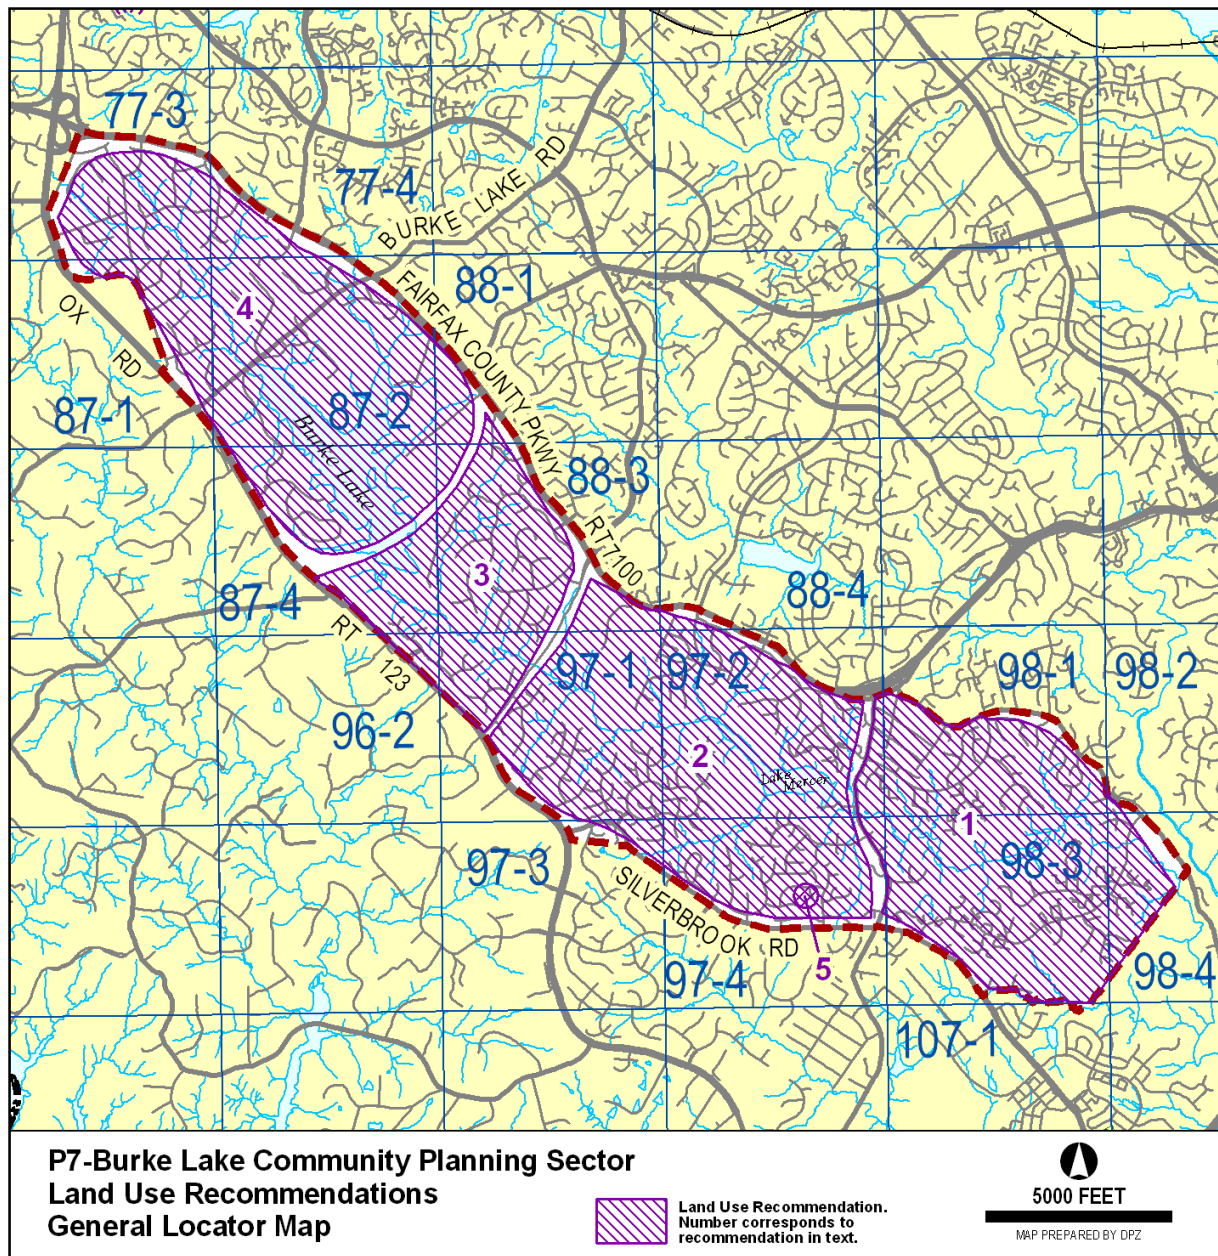 77-3
77-4
BURKE LAKE RD
88-1
FAIRFAX COUNTY PKWY
4
OX RD
87-1
87-2
Burke Lake
88-3
RT7100
3
87-4
88-4
RT 123
97-1
97-2
98-1
98-2
96-2
2
Lake
Mercer
1
98-3
97-3
SILVERBROOK RD
5
97-4
98-4
107-1
P7-Burke Lake Community Planning Sector
Land Use Recommendations
General Locator Map
Land Use Recommendation.
Number corresponds to
recommendation in text.
5000 FEET
MAP PREPARED BY DPZ